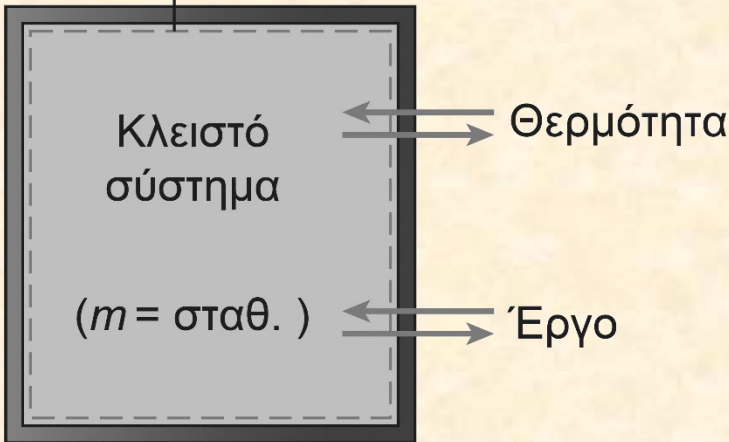 Κλειστό
σύστημα
(m = σταθ. )
Θερμότητα
Έργο